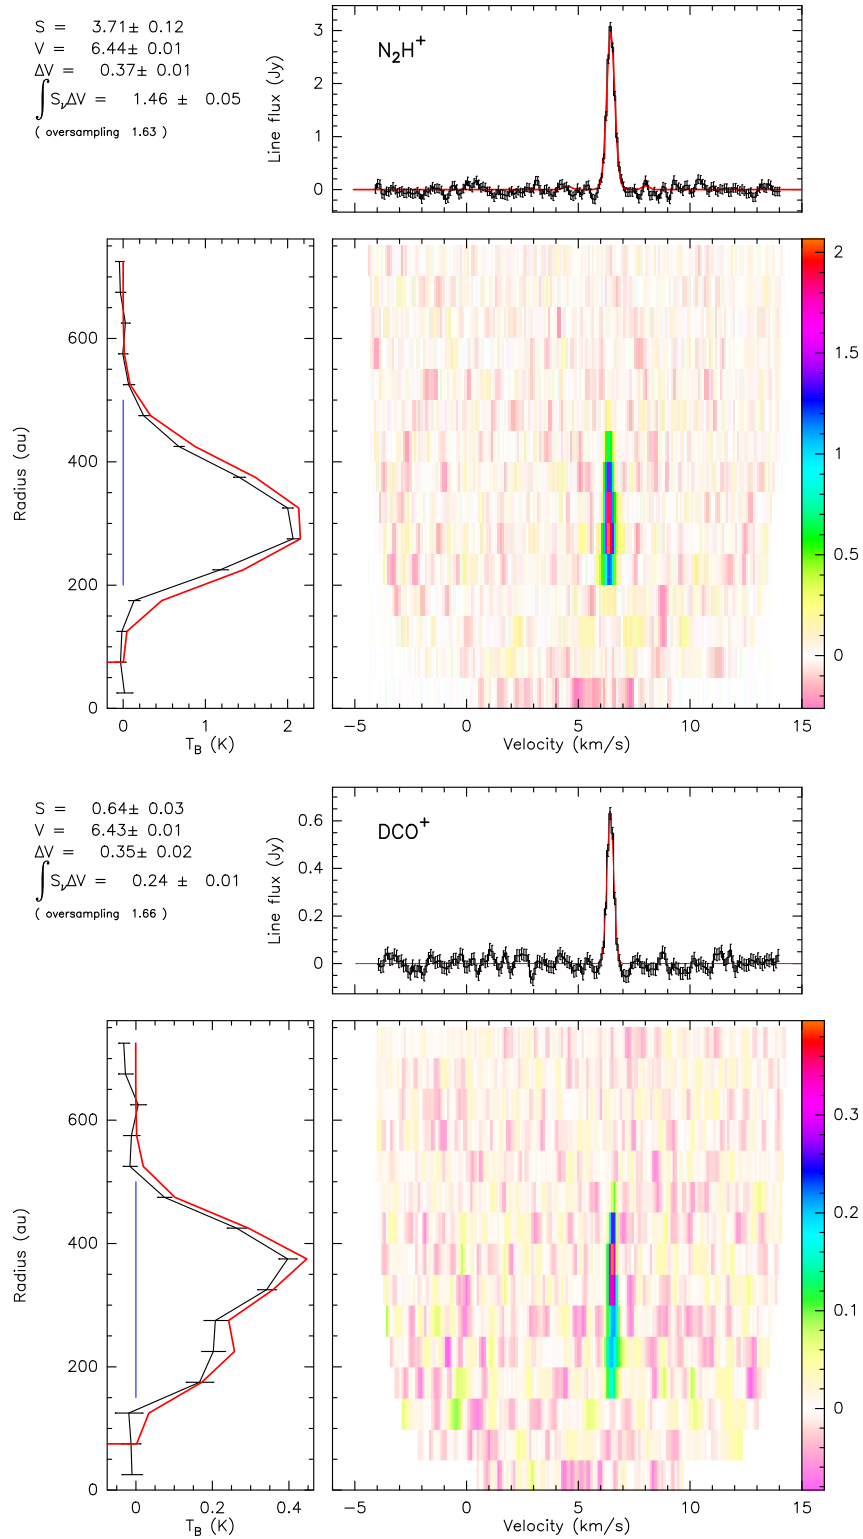 S = 3.71± 0.12
V = 6.44± 0.01
ΔV = 0.37± 0.01
∫S_νΔV = 1.46 ± 0.05
( oversampling 1.63 )
N₂H⁺
Line flux (Jy)
3
2
1
0
Radius (au)
600
400
200
0
0 1 2
T_B (K)
−5 0 5 10 15
Velocity (km/s)
2
1.5
1
0.5
0
S = 0.64± 0.03
V = 6.43± 0.01
ΔV = 0.35± 0.02
∫S_νΔV = 0.24 ± 0.01
( oversampling 1.66 )
DCO⁺
Line flux (Jy)
0.6
0.4
0.2
0
Radius (au)
600
400
200
0
0 0.2 0.4
T_B (K)
−5 0 5 10 15
Velocity (km/s)
0.3
0.2
0.1
0